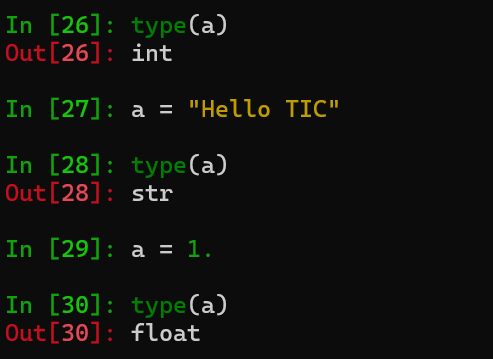 In [26]: type(a)
Out[26]: int
In [27]: a = "Hello TIC"
In [28]: type(a)
Out[28]: str
In [29]: a = 1.
In [30]: type(a)
Out[30]: float